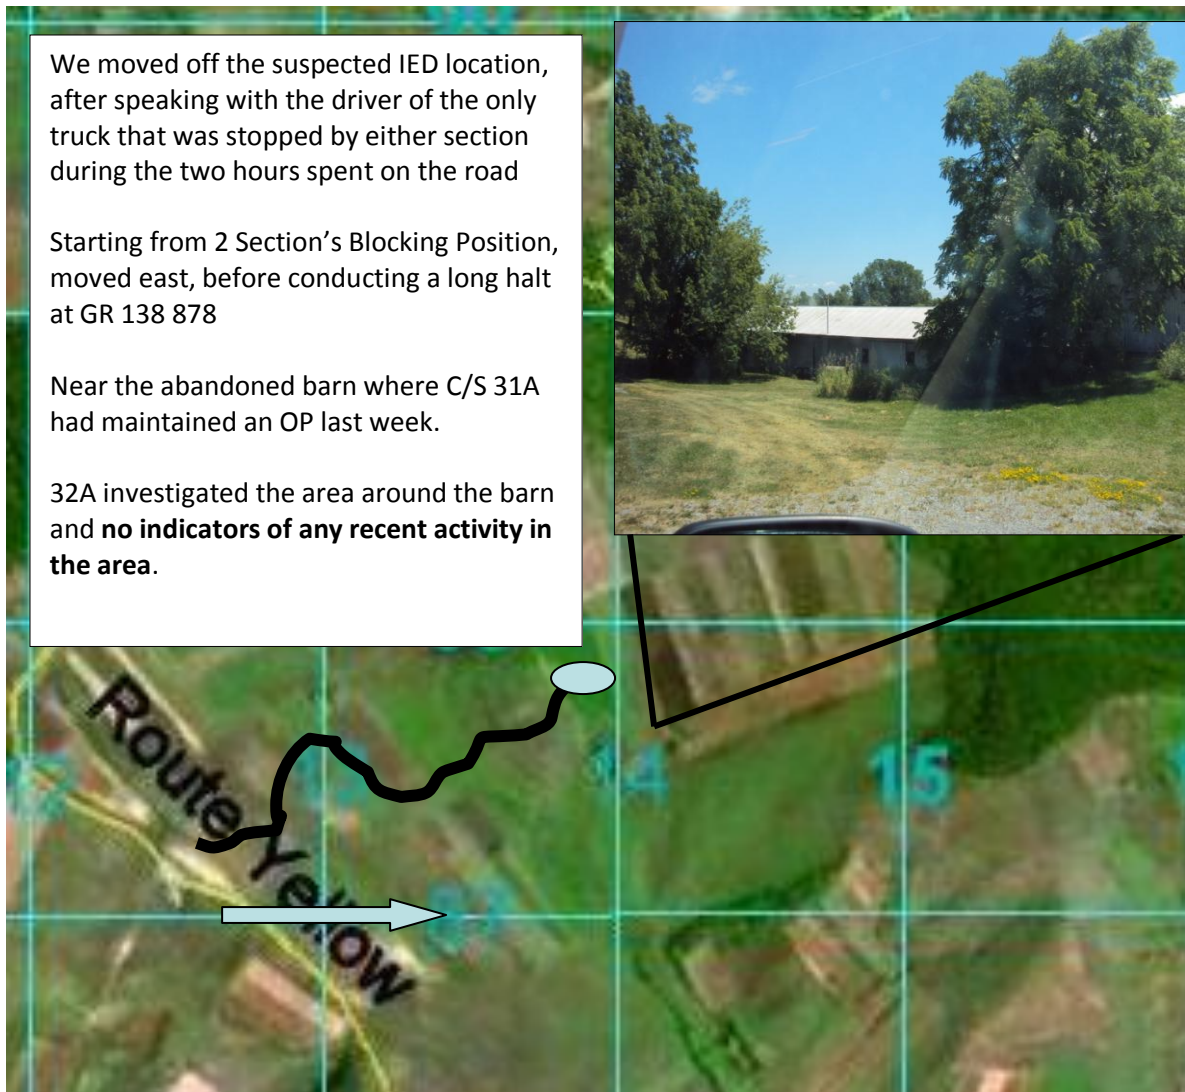 We moved off the suspected IED location,
after speaking with the driver of the only
truck that was stopped by either section
during the two hours spent on the road
Starting from 2 Section’s Blocking Position,
moved east, before conducting a long halt
at GR 138 878
Near the abandoned barn where C/S 31A
had maintained an OP last week.
32A investigated the area around the barn
and no indicators of any recent activity in
the area.
Route Yellow
12
13
14
15
87